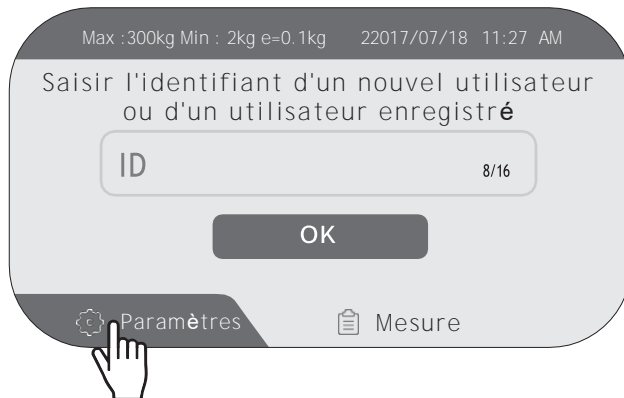 Max :300kg Min : 2kg e=0.1kg 22017/07/18 11:27 AM
Saisir l'identifiant d'un nouvel utilisateur
ou d'un utilisateur enregistré
ID 8/16
OK
Paramètres Mesure